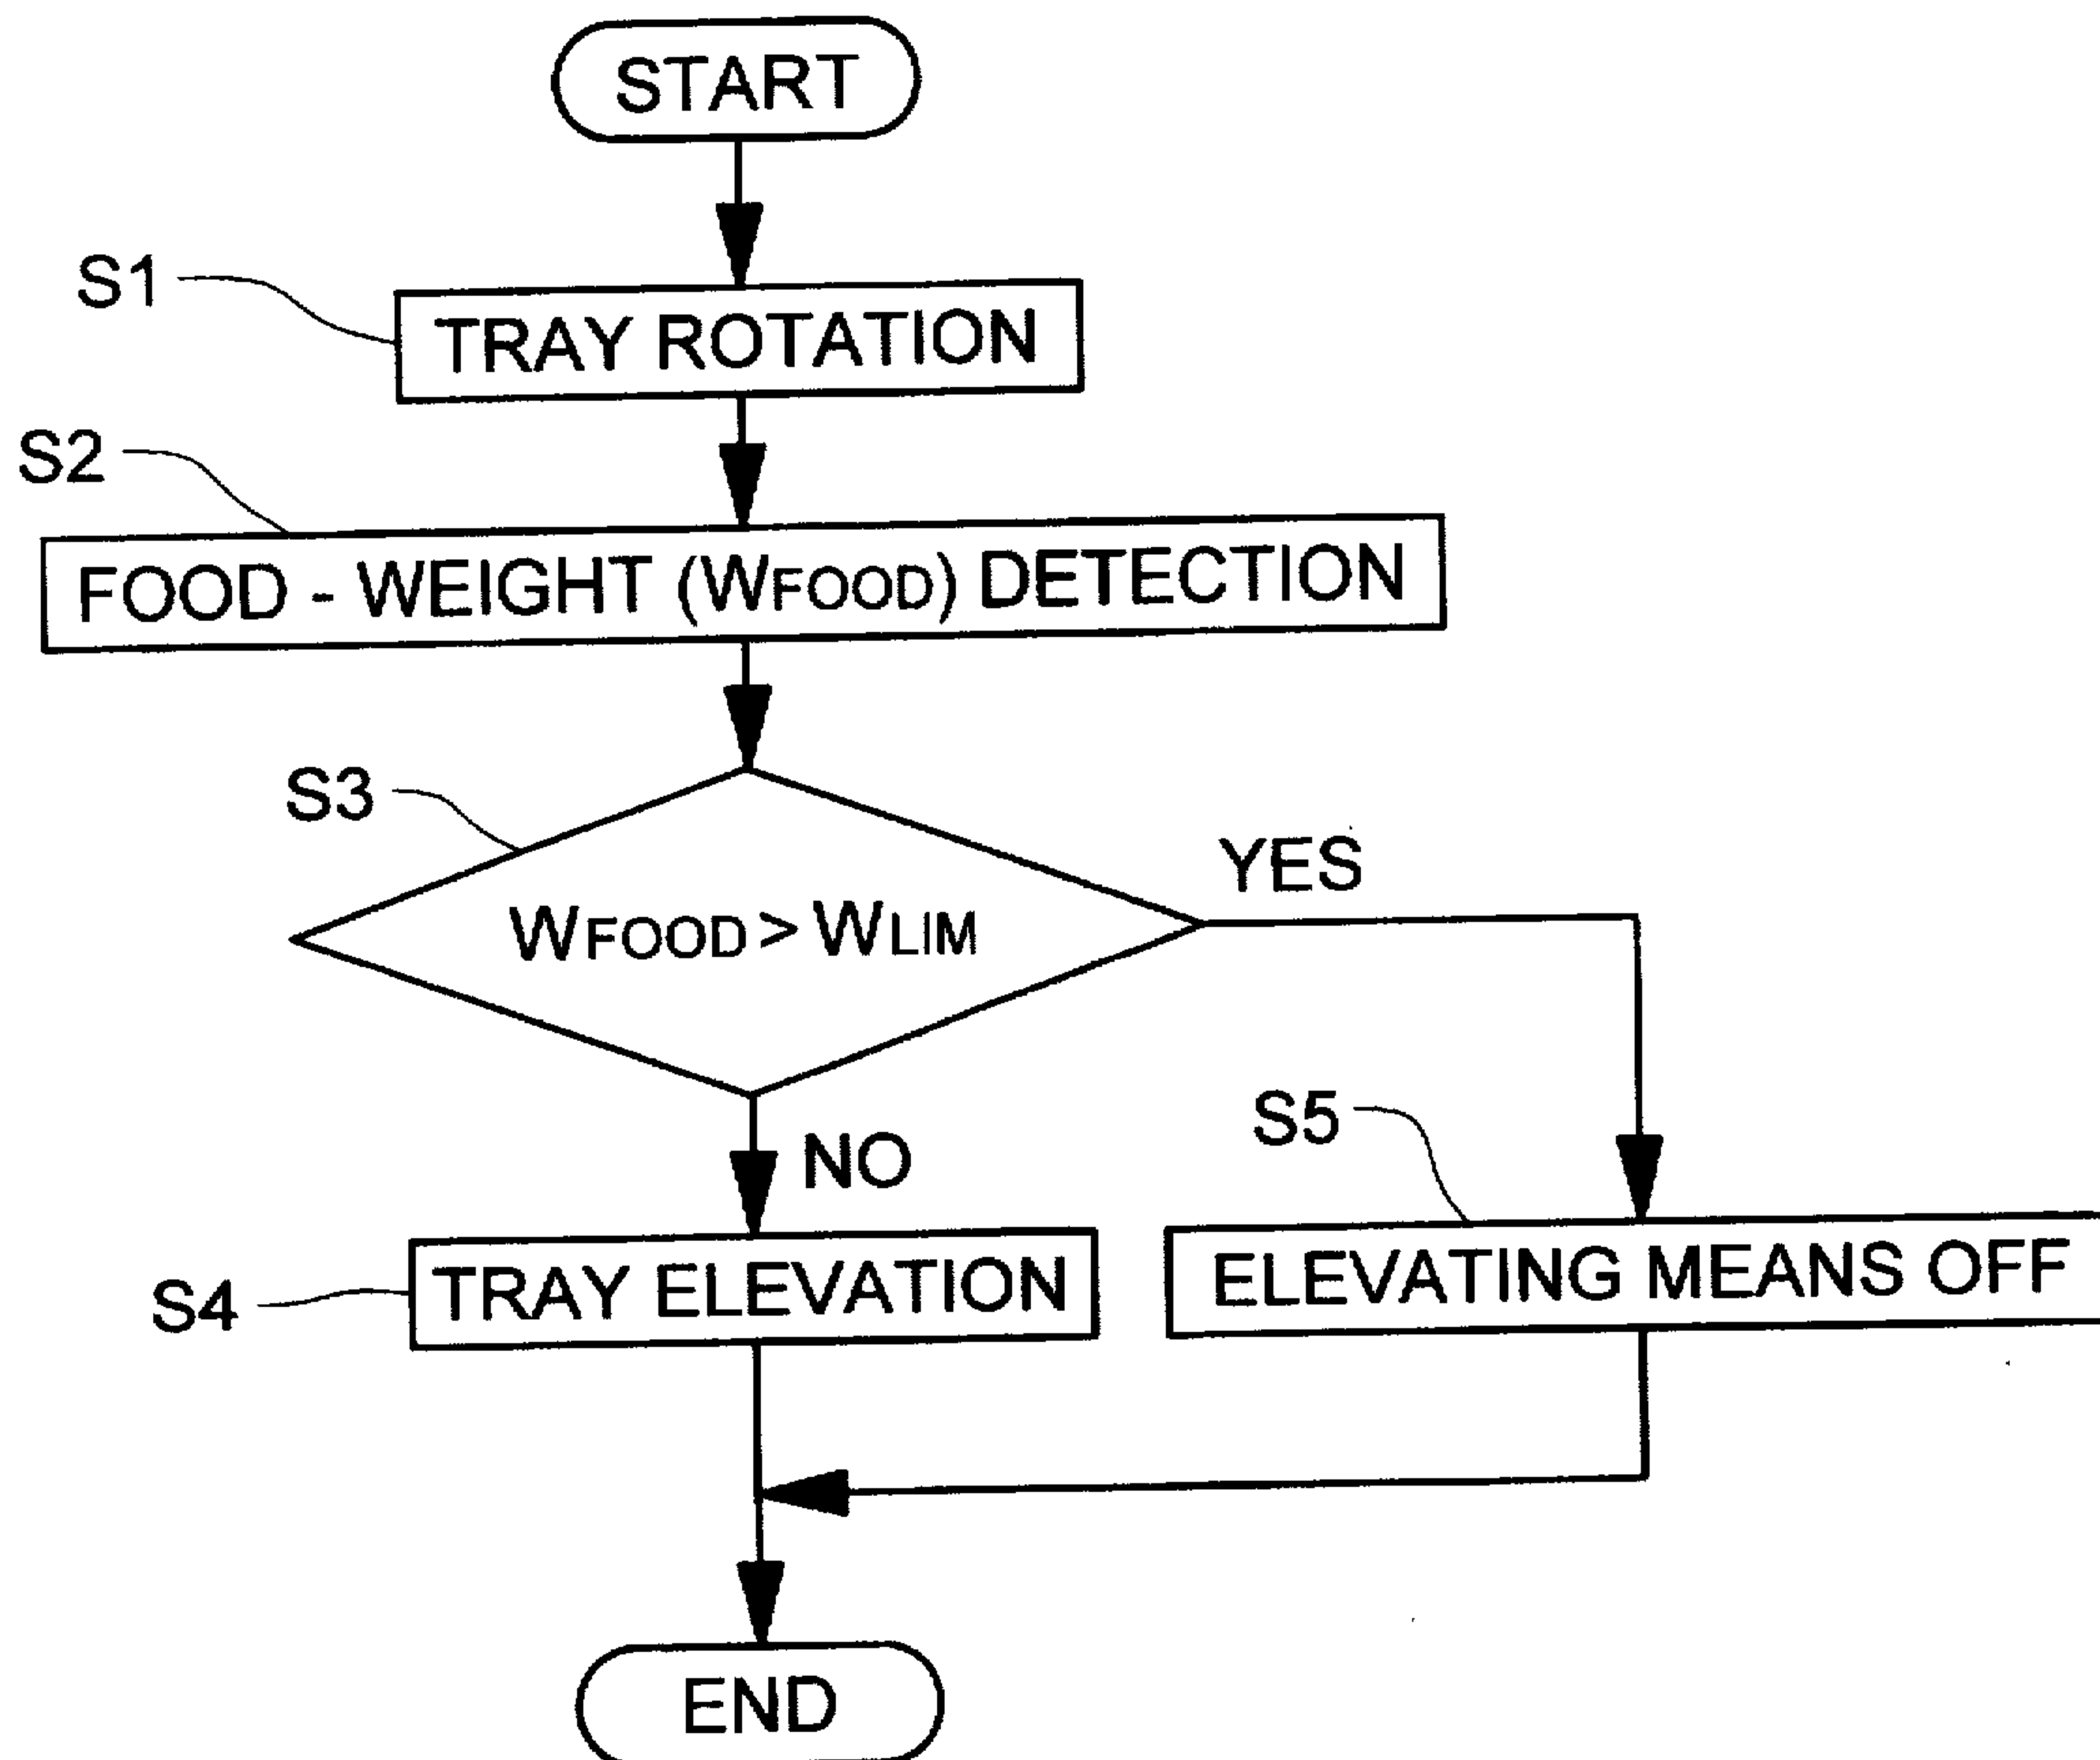 START
S1
TRAY ROTATION
S2
FOOD - WEIGHT (WFOOD) DETECTION
S3
WFOOD > WLIM
YES
NO
S5
S4
TRAY ELEVATION
ELEVATING MEANS OFF
END